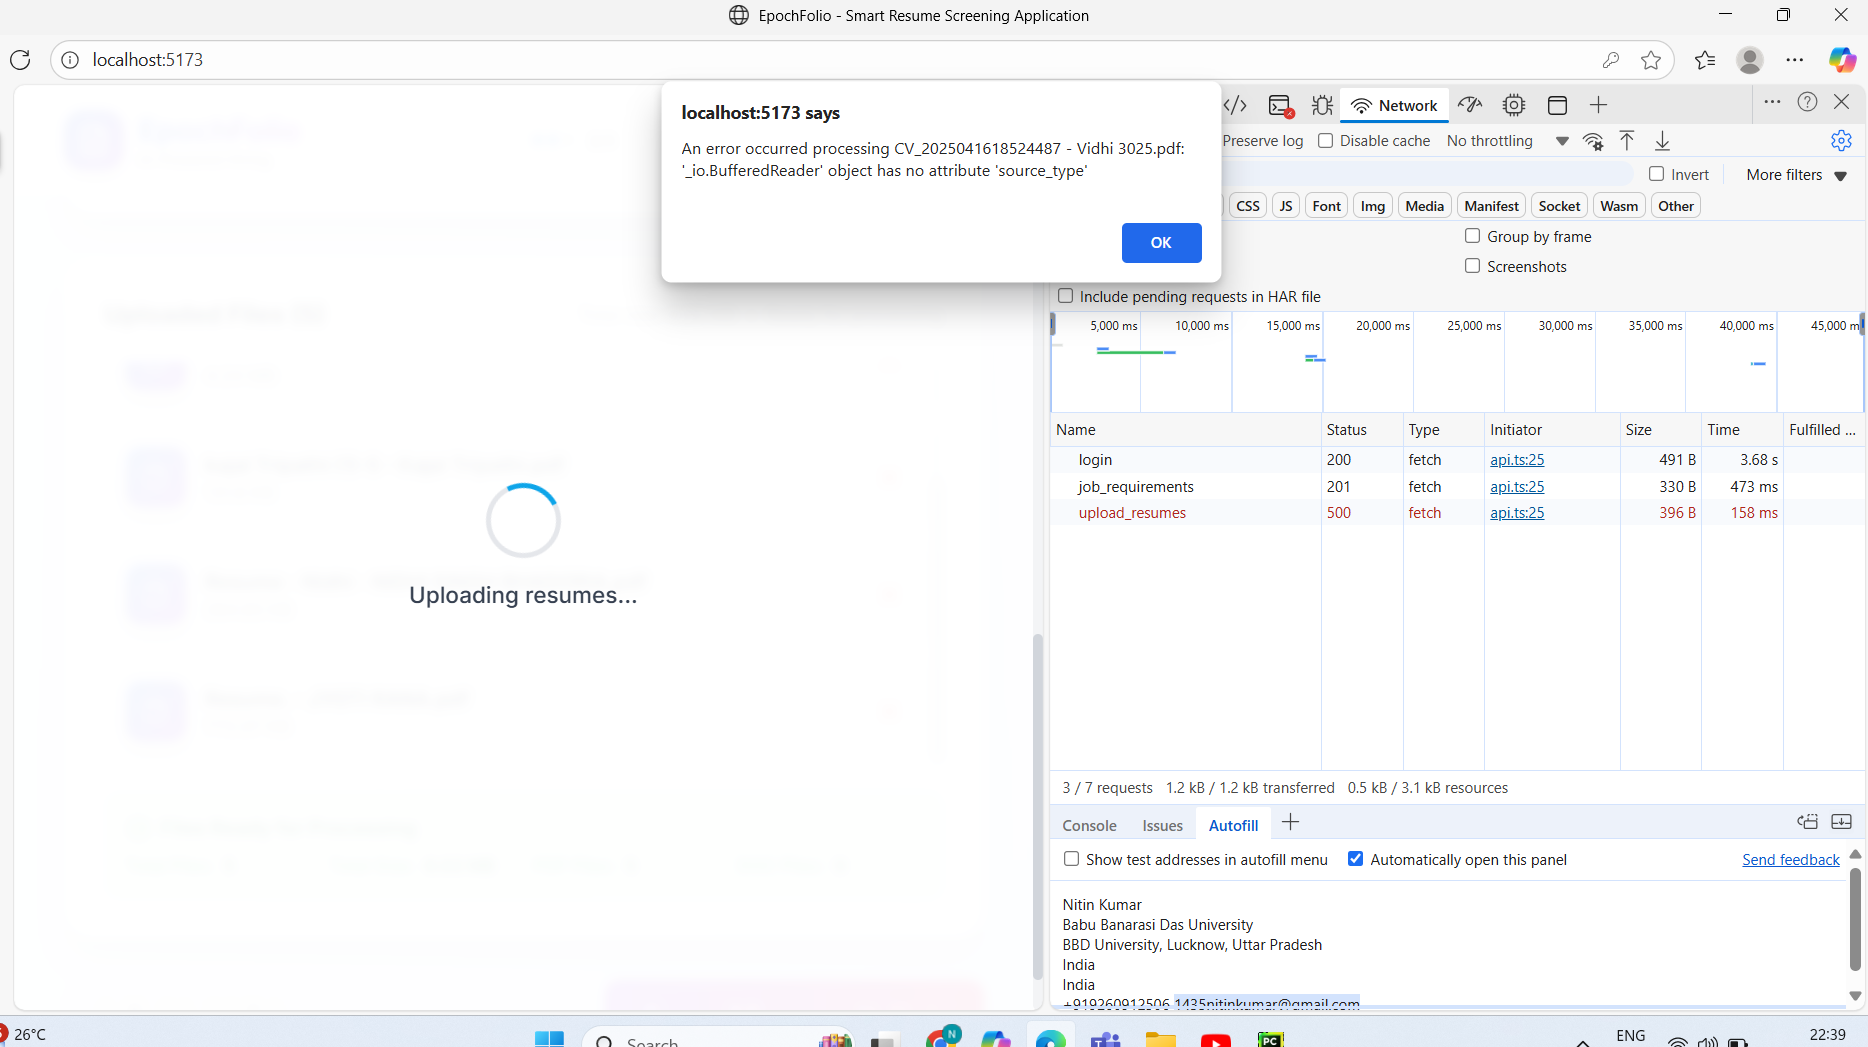 EpochFolio - Smart Resume Screening Application
localhost:5173
localhost:5173 says
An error occurred processing CV_2025041618524487 - Vidhi 3025.pdf:
'_io.BufferedReader' object has no attribute 'source_type'
OK
Network
Preserve log
Disable cache
No throttling
Invert
More filters
CSS
JS
Font
Img
Media
Manifest
Socket
Wasm
Other
Group by frame
Screenshots
Include pending requests in HAR file
5,000 ms
10,000 ms
15,000 ms
20,000 ms
25,000 ms
30,000 ms
35,000 ms
40,000 ms
45,000 m
Name Status Type Initiator Size Time Fulfilled ...
login 200 fetch api.ts:25 491 B 3.68 s
job_requirements 201 fetch api.ts:25 330 B 473 ms
upload_resumes 500 fetch api.ts:25 396 B 158 ms
Uploading resumes...
3 / 7 requests 1.2 kB / 1.2 kB transferred 0.5 kB / 3.1 kB resources
Console Issues Autofill
Show test addresses in autofill menu
Automatically open this panel
Send feedback
Nitin Kumar
Babu Banarasi Das University
BBD University, Lucknow, Uttar Pradesh
India
India
+919260912506 1435nitinkumar@gmail.com
26°C
Search
N
PC
ENG
22:39